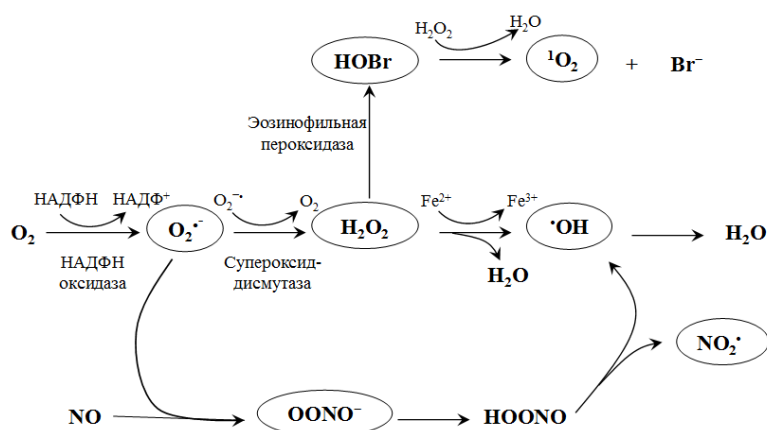 H₂O₂
H₂O
HOBr
¹O₂
+
Br⁻
Эозинофильная
пероксидаза
НАДФН
НАДФ⁺
O₂⁻•
O₂
Fe²⁺
Fe³⁺
O₂
O₂•⁻
H₂O₂
•OH
H₂O
НАДФН
оксидаза
Супероксид-
дисмутаза
H₂O
NO₂•
NO
OONO⁻
HOONO